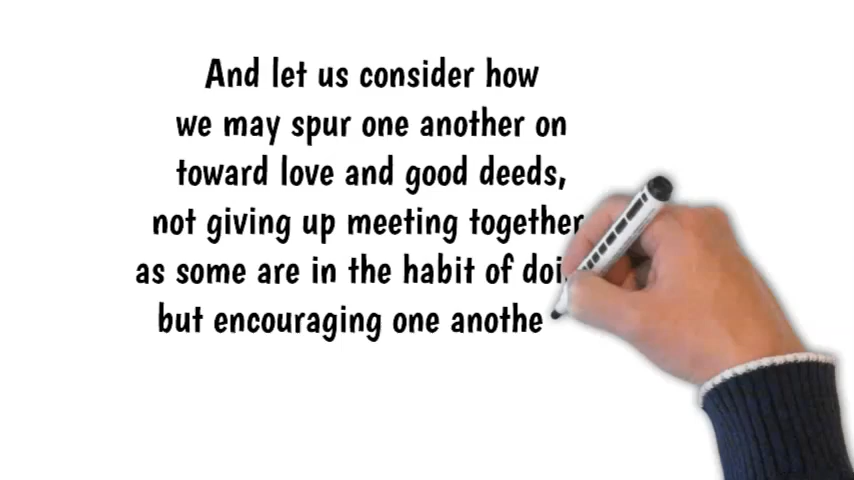 And let us consider how
we may spur one another on
toward love and good deeds,
not giving up meeting together
as some are in the habit of
but encouraging one anothe